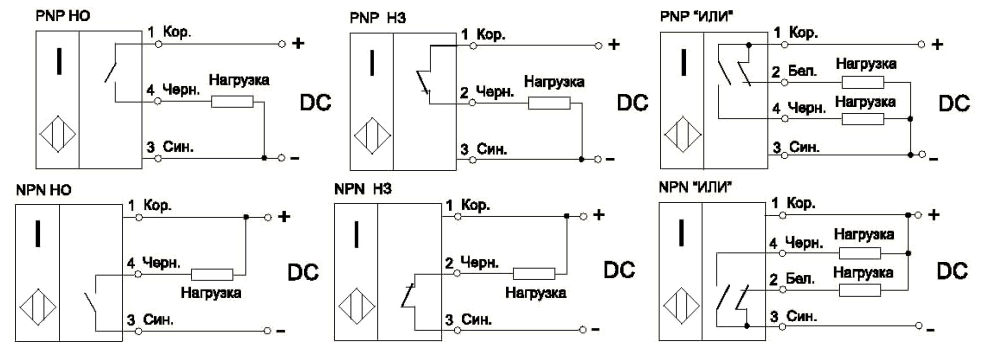 PNP НО
1 Кор.
+
I
4 Черн.
Нагрузка
DC
3 Син.
-
PNP НЗ
1 Кор.
+
I
2 Черн.
Нагрузка
DC
3 Син.
-
PNP "ИЛИ"
1 Кор.
+
I
2 Бел.
Нагрузка
4 Черн.
Нагрузка
DC
3 Син.
-
NPN НО
1 Кор.
+
I
4 Черн.
Нагрузка
DC
3 Син.
-
NPN НЗ
1 Кор.
+
I
2 Черн.
Нагрузка
DC
3 Син.
-
NPN "ИЛИ"
1 Кор.
+
I
4 Черн.
Нагрузка
2 Бел.
Нагрузка
DC
3 Син.
-